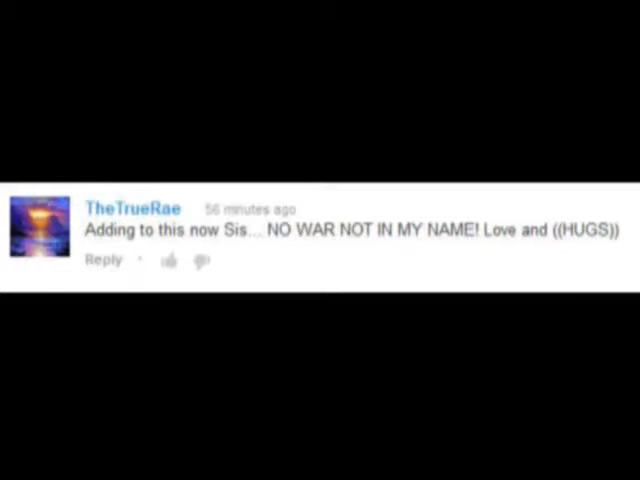 TheTrueRae 56 minutes ago
Adding to this now Sis... NO WAR NOT IN MY NAME! Love and ((HUGS))
Reply ·